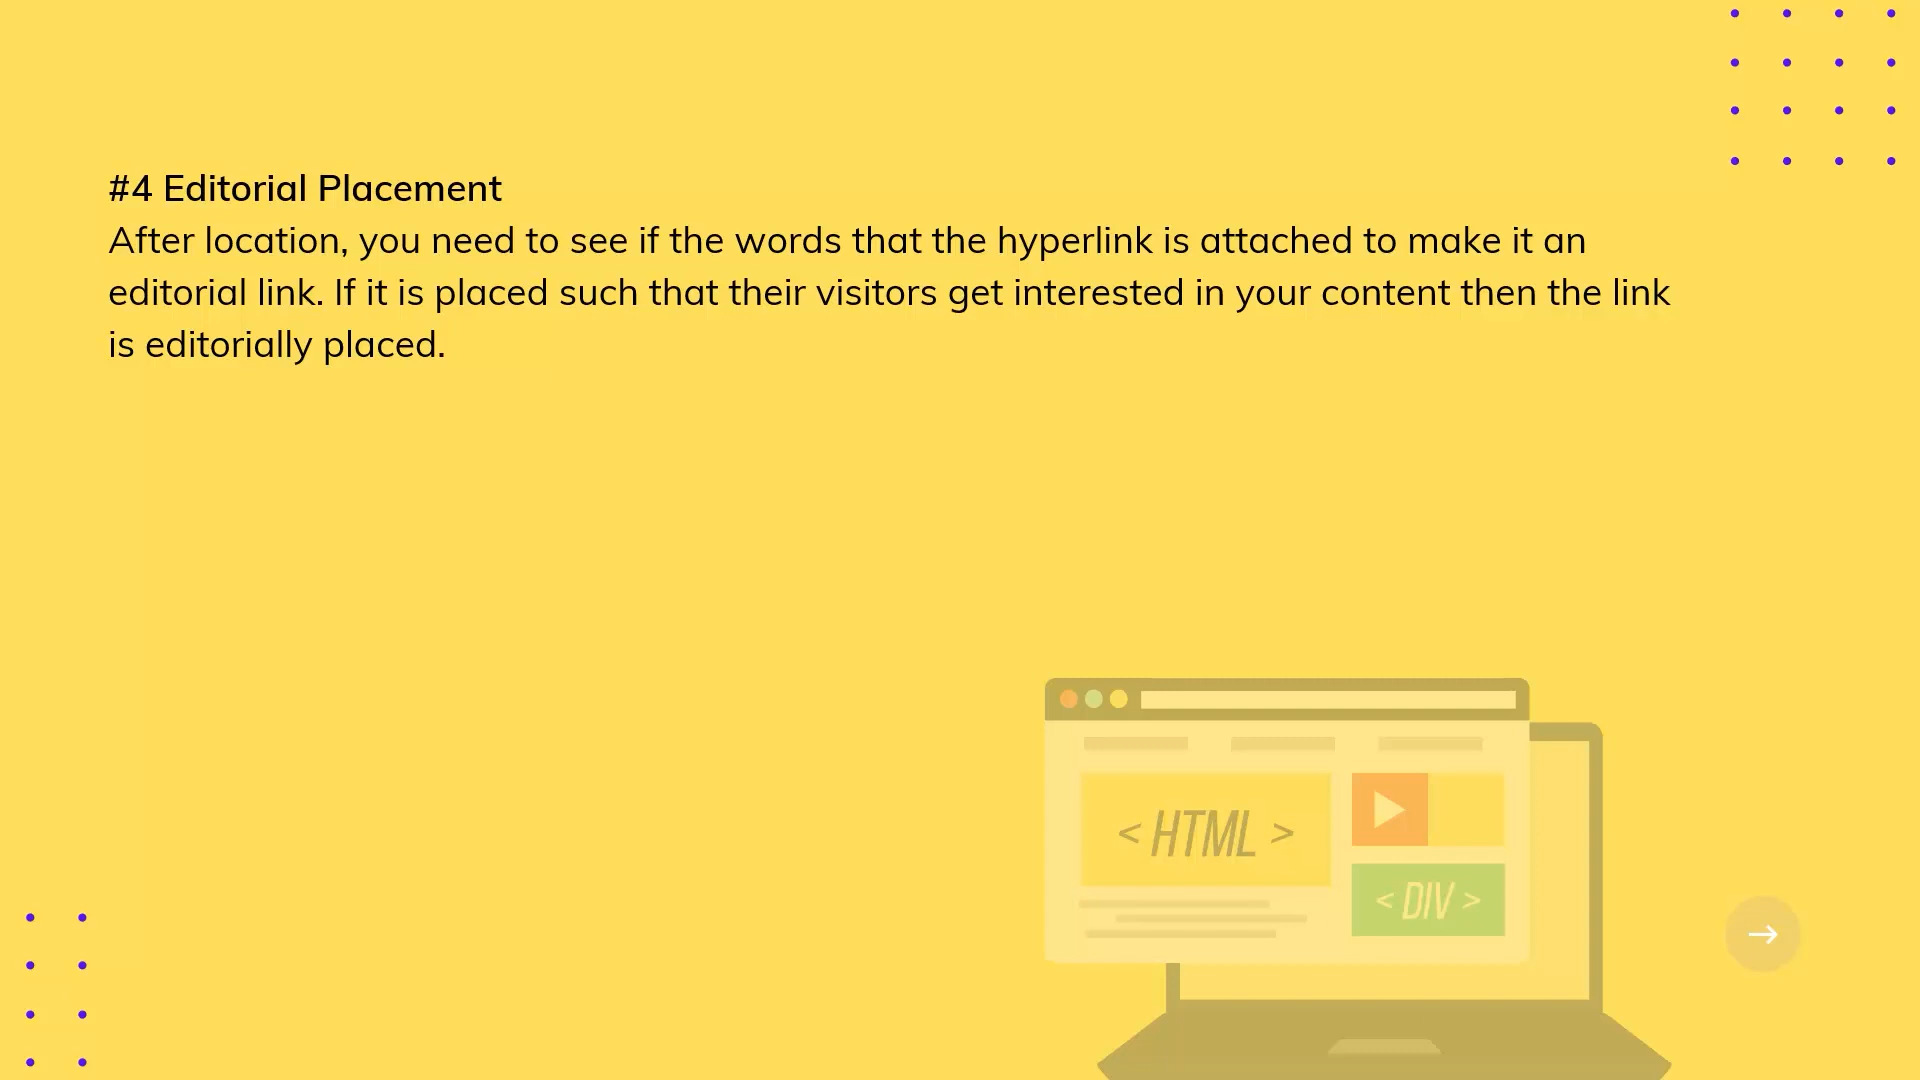 #4 Editorial Placement
After location, you need to see if the words that the hyperlink is attached to make it an
editorial link. If it is placed such that their visitors get interested in your content then the link
is editorially placed.
< HTML >
< DIV >